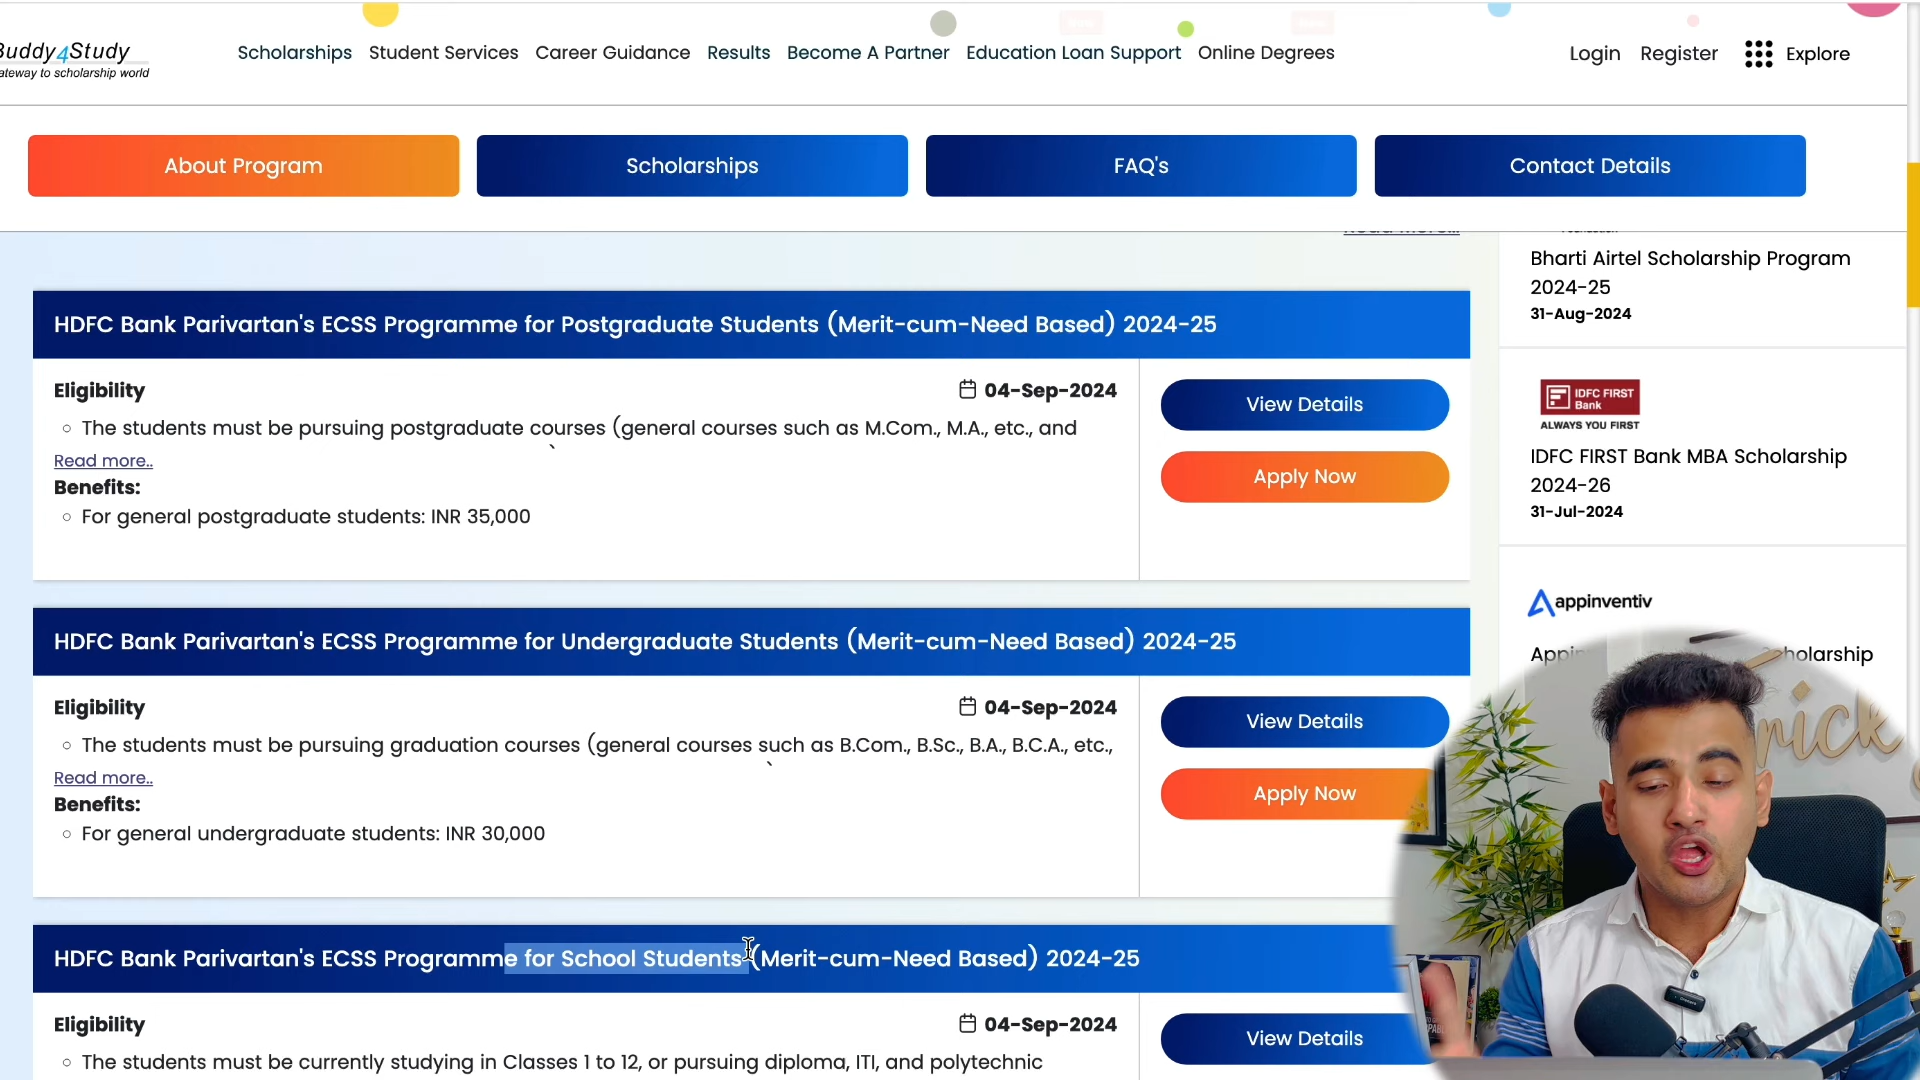 Buddy4Study
ateway to scholarship world
Scholarships Student Services Career Guidance Results Become A Partner Education Loan Support Online Degrees
Login Register Explore
About Program Scholarships FAQ's Contact Details
HDFC Bank Parivartan's ECSS Programme for Postgraduate Students (Merit-cum-Need Based) 2024-25
Eligibility 04-Sep-2024
The students must be pursuing postgraduate courses (general courses such as M.Com., M.A., etc., and
Read more..
Benefits:
For general postgraduate students: INR 35,000
View Details
Apply Now
HDFC Bank Parivartan's ECSS Programme for Undergraduate Students (Merit-cum-Need Based) 2024-25
Eligibility 04-Sep-2024
The students must be pursuing graduation courses (general courses such as B.Com., B.Sc., B.A., B.C.A., etc.,
Read more..
Benefits:
For general undergraduate students: INR 30,000
View Details
Apply Now
HDFC Bank Parivartan's ECSS Programme for School Students (Merit-cum-Need Based) 2024-25
Eligibility 04-Sep-2024
The students must be currently studying in Classes 1 to 12, or pursuing diploma, ITI, and polytechnic
View Details
Bharti Airtel Scholarship Program
2024-25
31-Aug-2024
IDFC FIRST
Bank
ALWAYS YOU FIRST
IDFC FIRST Bank MBA Scholarship
2024-26
31-Jul-2024
appinventiv